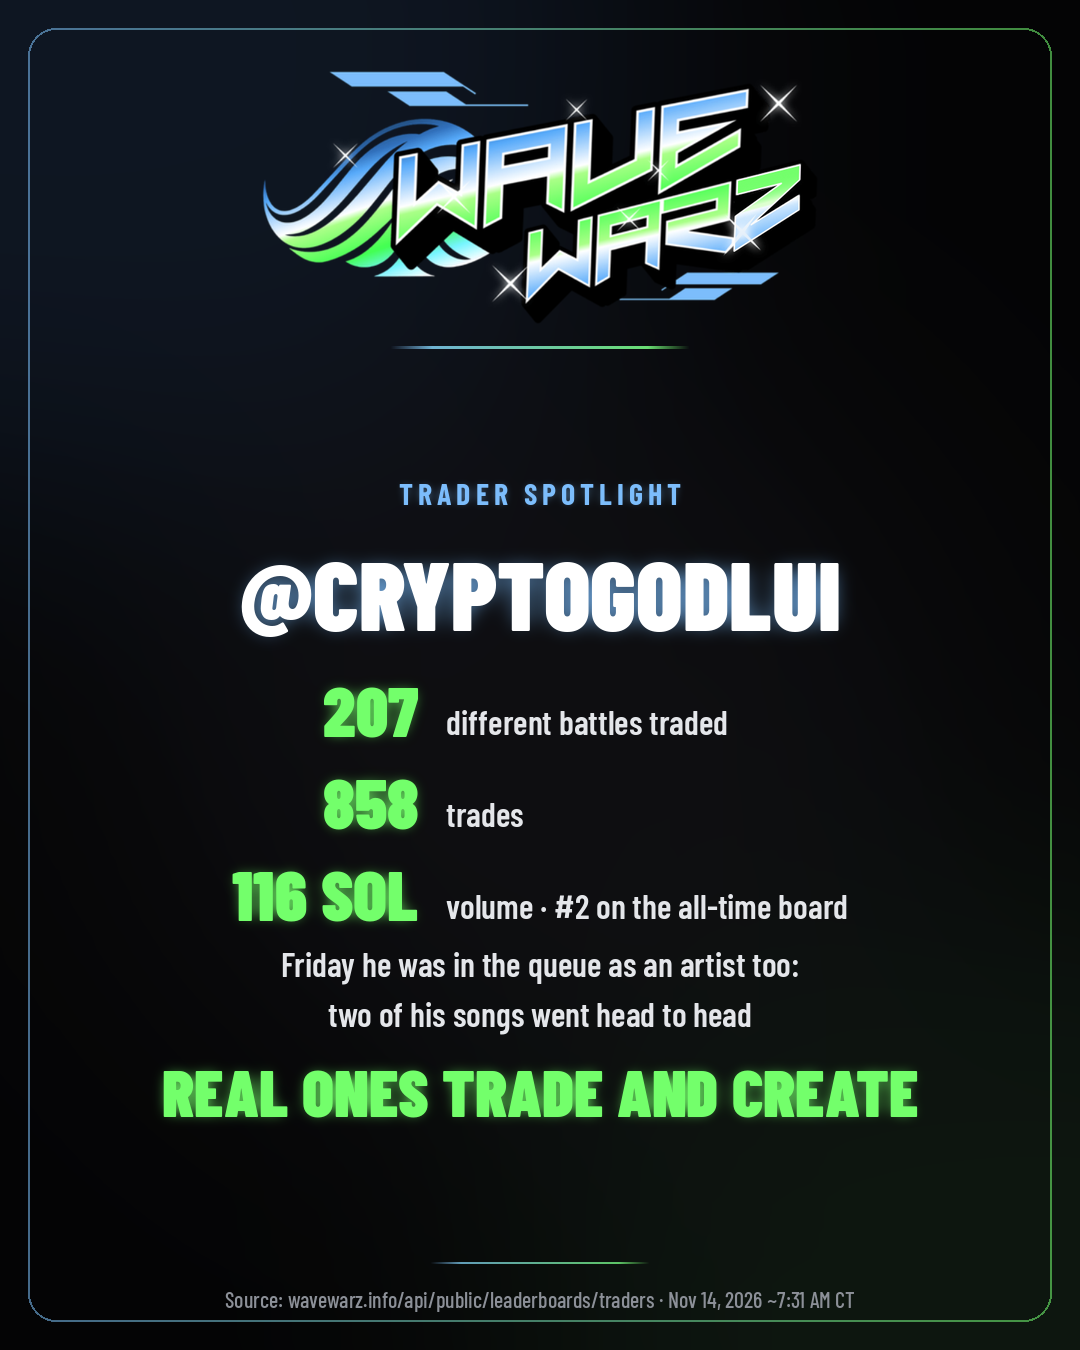 WAVE
WARZ
TRADER SPOTLIGHT
@CRYPTOGODLUI
207 different battles traded
858 trades
116 SOL volume · #2 on the all-time board
Friday he was in the queue as an artist too:
two of his songs went head to head
REAL ONES TRADE AND CREATE
Source: wavewarz.info/api/public/leaderboards/traders · Nov 14, 2026 ~7:31 AM CT